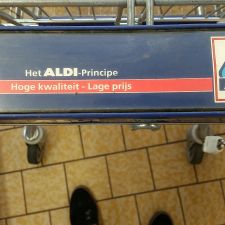 Het ALDI-Principe
Hoge kwaliteit - Lage prijs